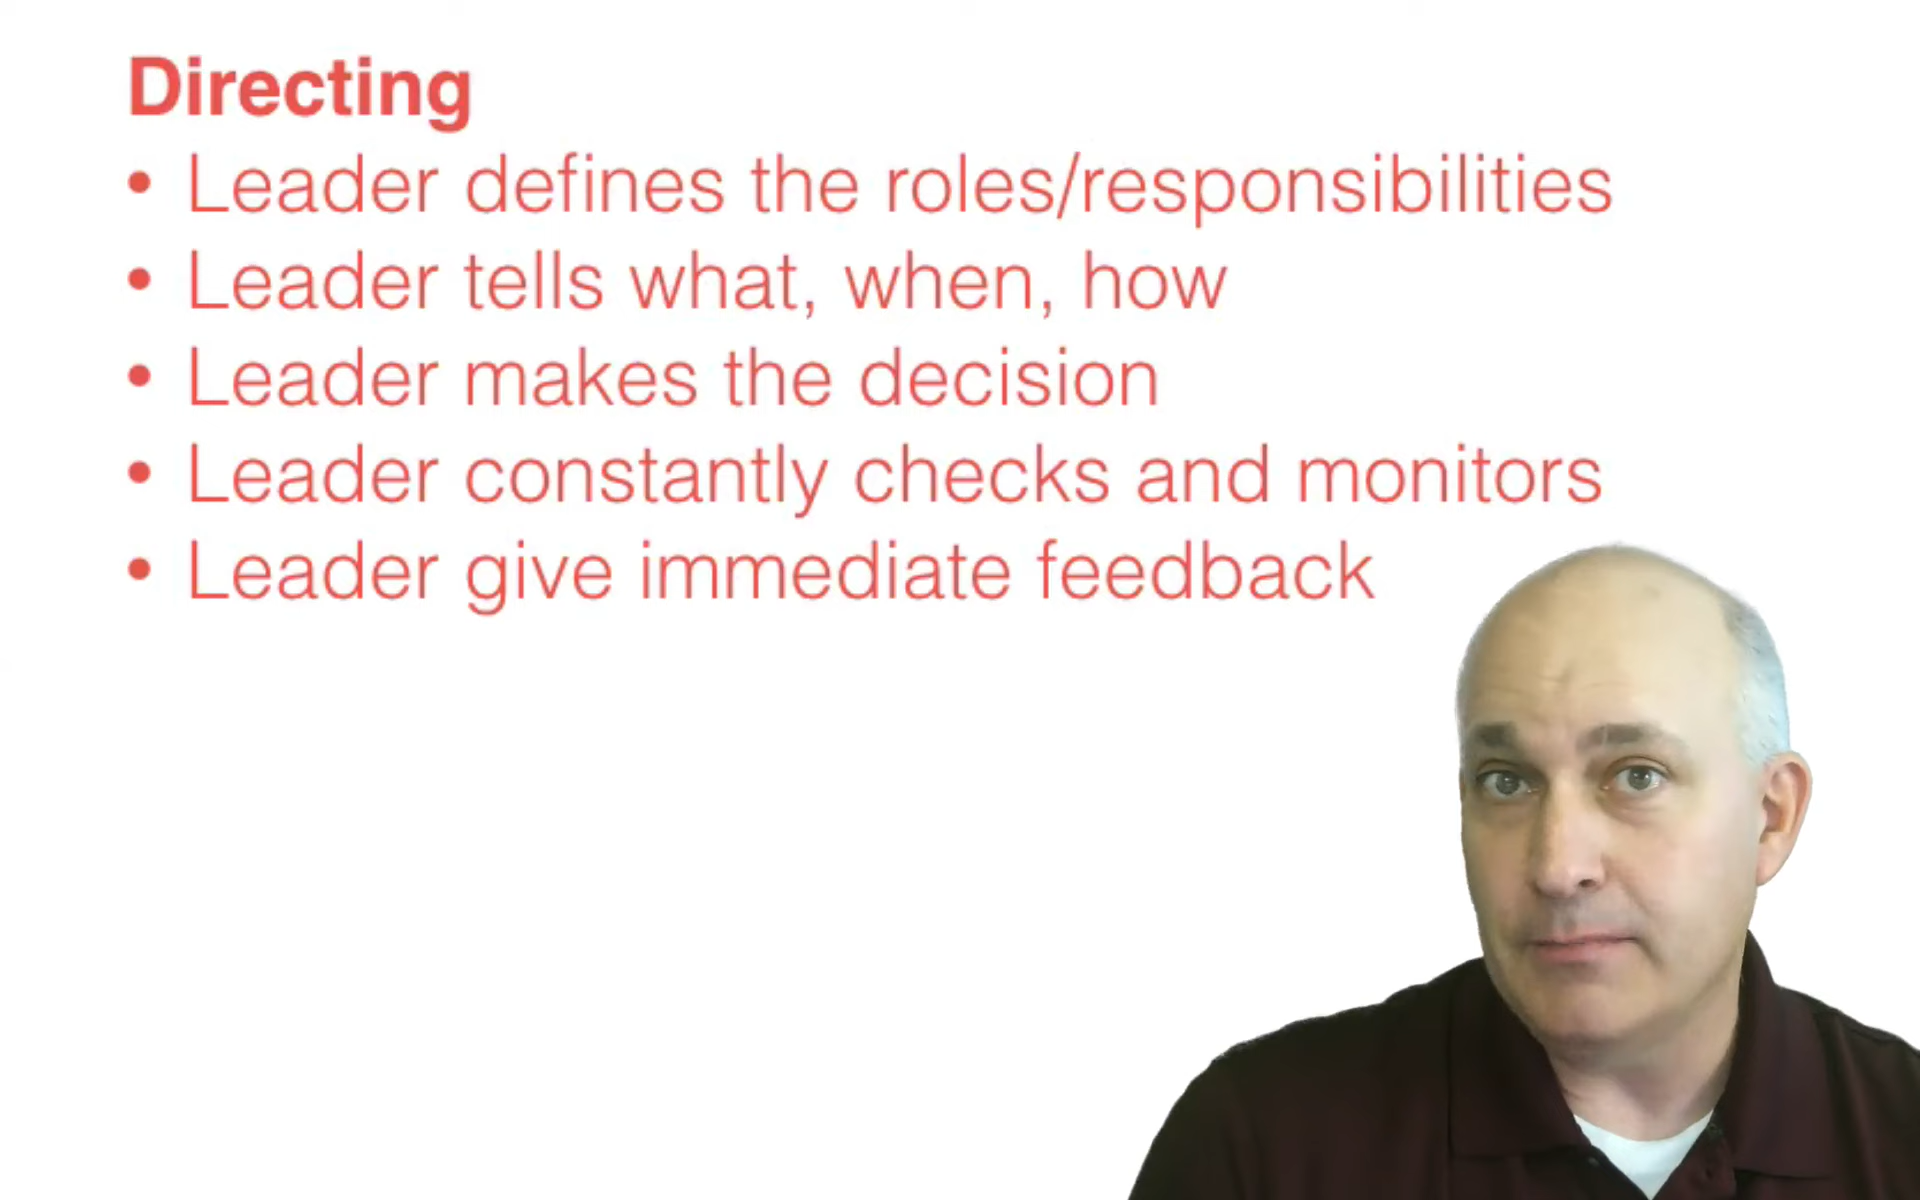 Directing
• Leader defines the roles/responsibilities
• Leader tells what, when, how
• Leader makes the decision
• Leader constantly checks and monitors
• Leader give immediate feedback